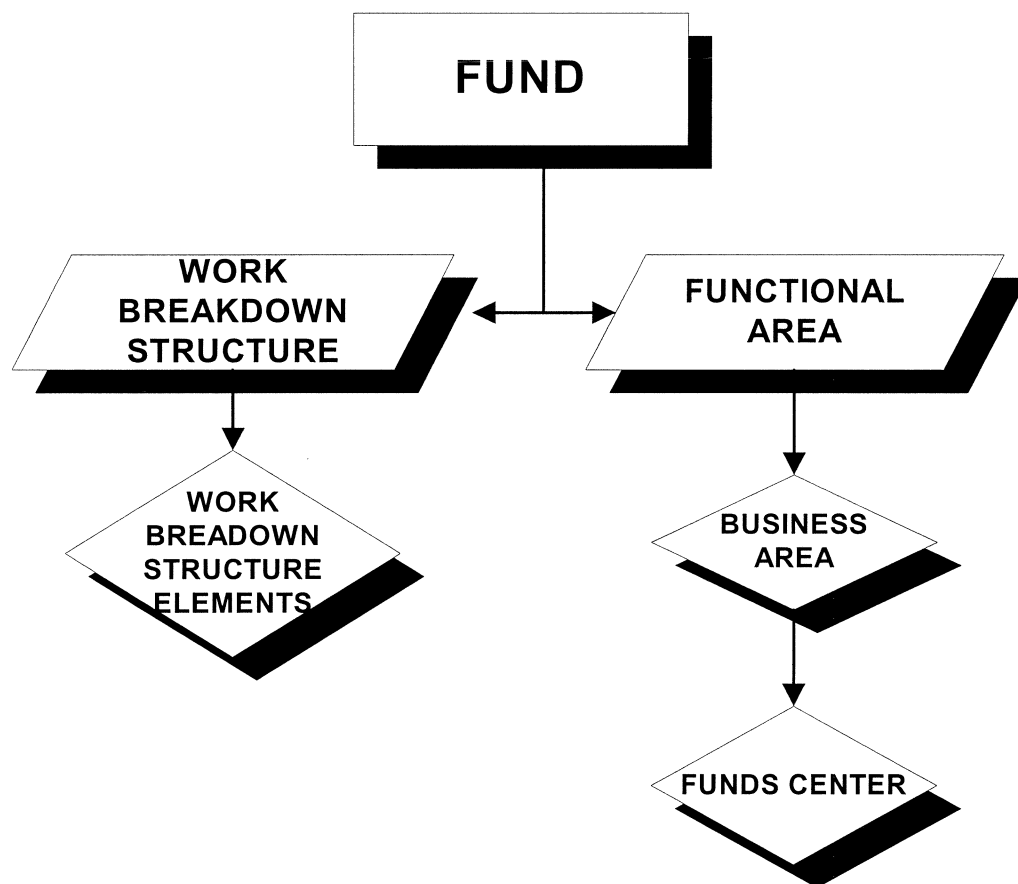 FUND
WORK
BREAKDOWN
STRUCTURE
FUNCTIONAL
AREA
WORK
BREADOWN
STRUCTURE
ELEMENTS
BUSINESS
AREA
FUNDS CENTER